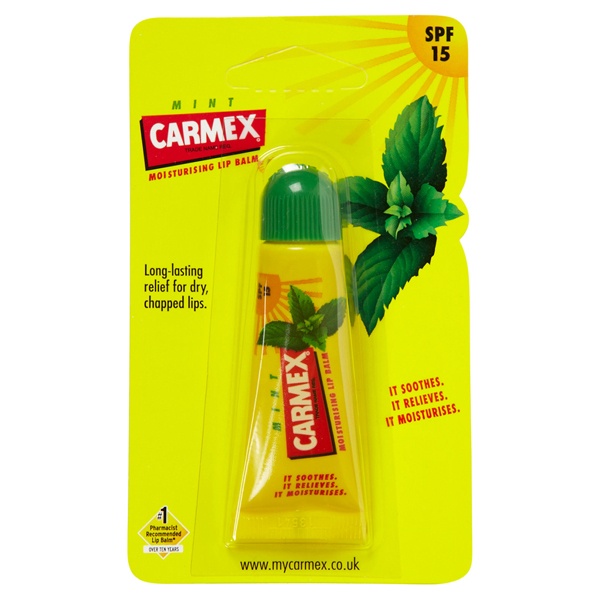 SPF
15
MINT
CARMEX®
MOISTURISING LIP BALM
Long-lasting
relief for dry,
chapped lips.
MINT
CARMEX®
MOISTURISING LIP BALM
IT SOOTHES.
IT RELIEVES.
IT MOISTURISES.
IT SOOTHES.
IT RELIEVES.
IT MOISTURISES.
#1
Pharmacist
Recommended
Lip Balm*
OVER TEN YEARS
www.mycarmex.co.uk